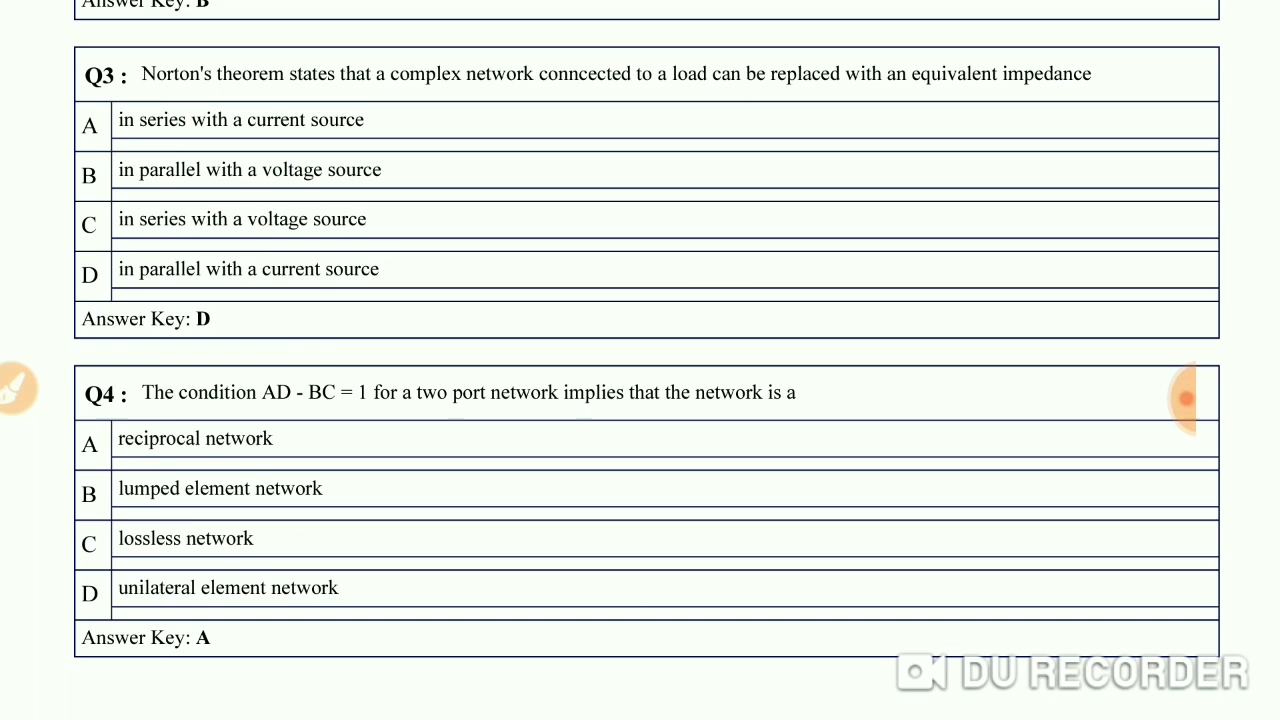 Answer Key: B
Q3 : Norton's theorem states that a complex network conncected to a load can be replaced with an equivalent impedance
A in series with a current source
B in parallel with a voltage source
C in series with a voltage source
D in parallel with a current source
Answer Key: D
Q4 : The condition AD - BC = 1 for a two port network implies that the network is a
A reciprocal network
B lumped element network
C lossless network
D unilateral element network
Answer Key: A
DU RECORDER